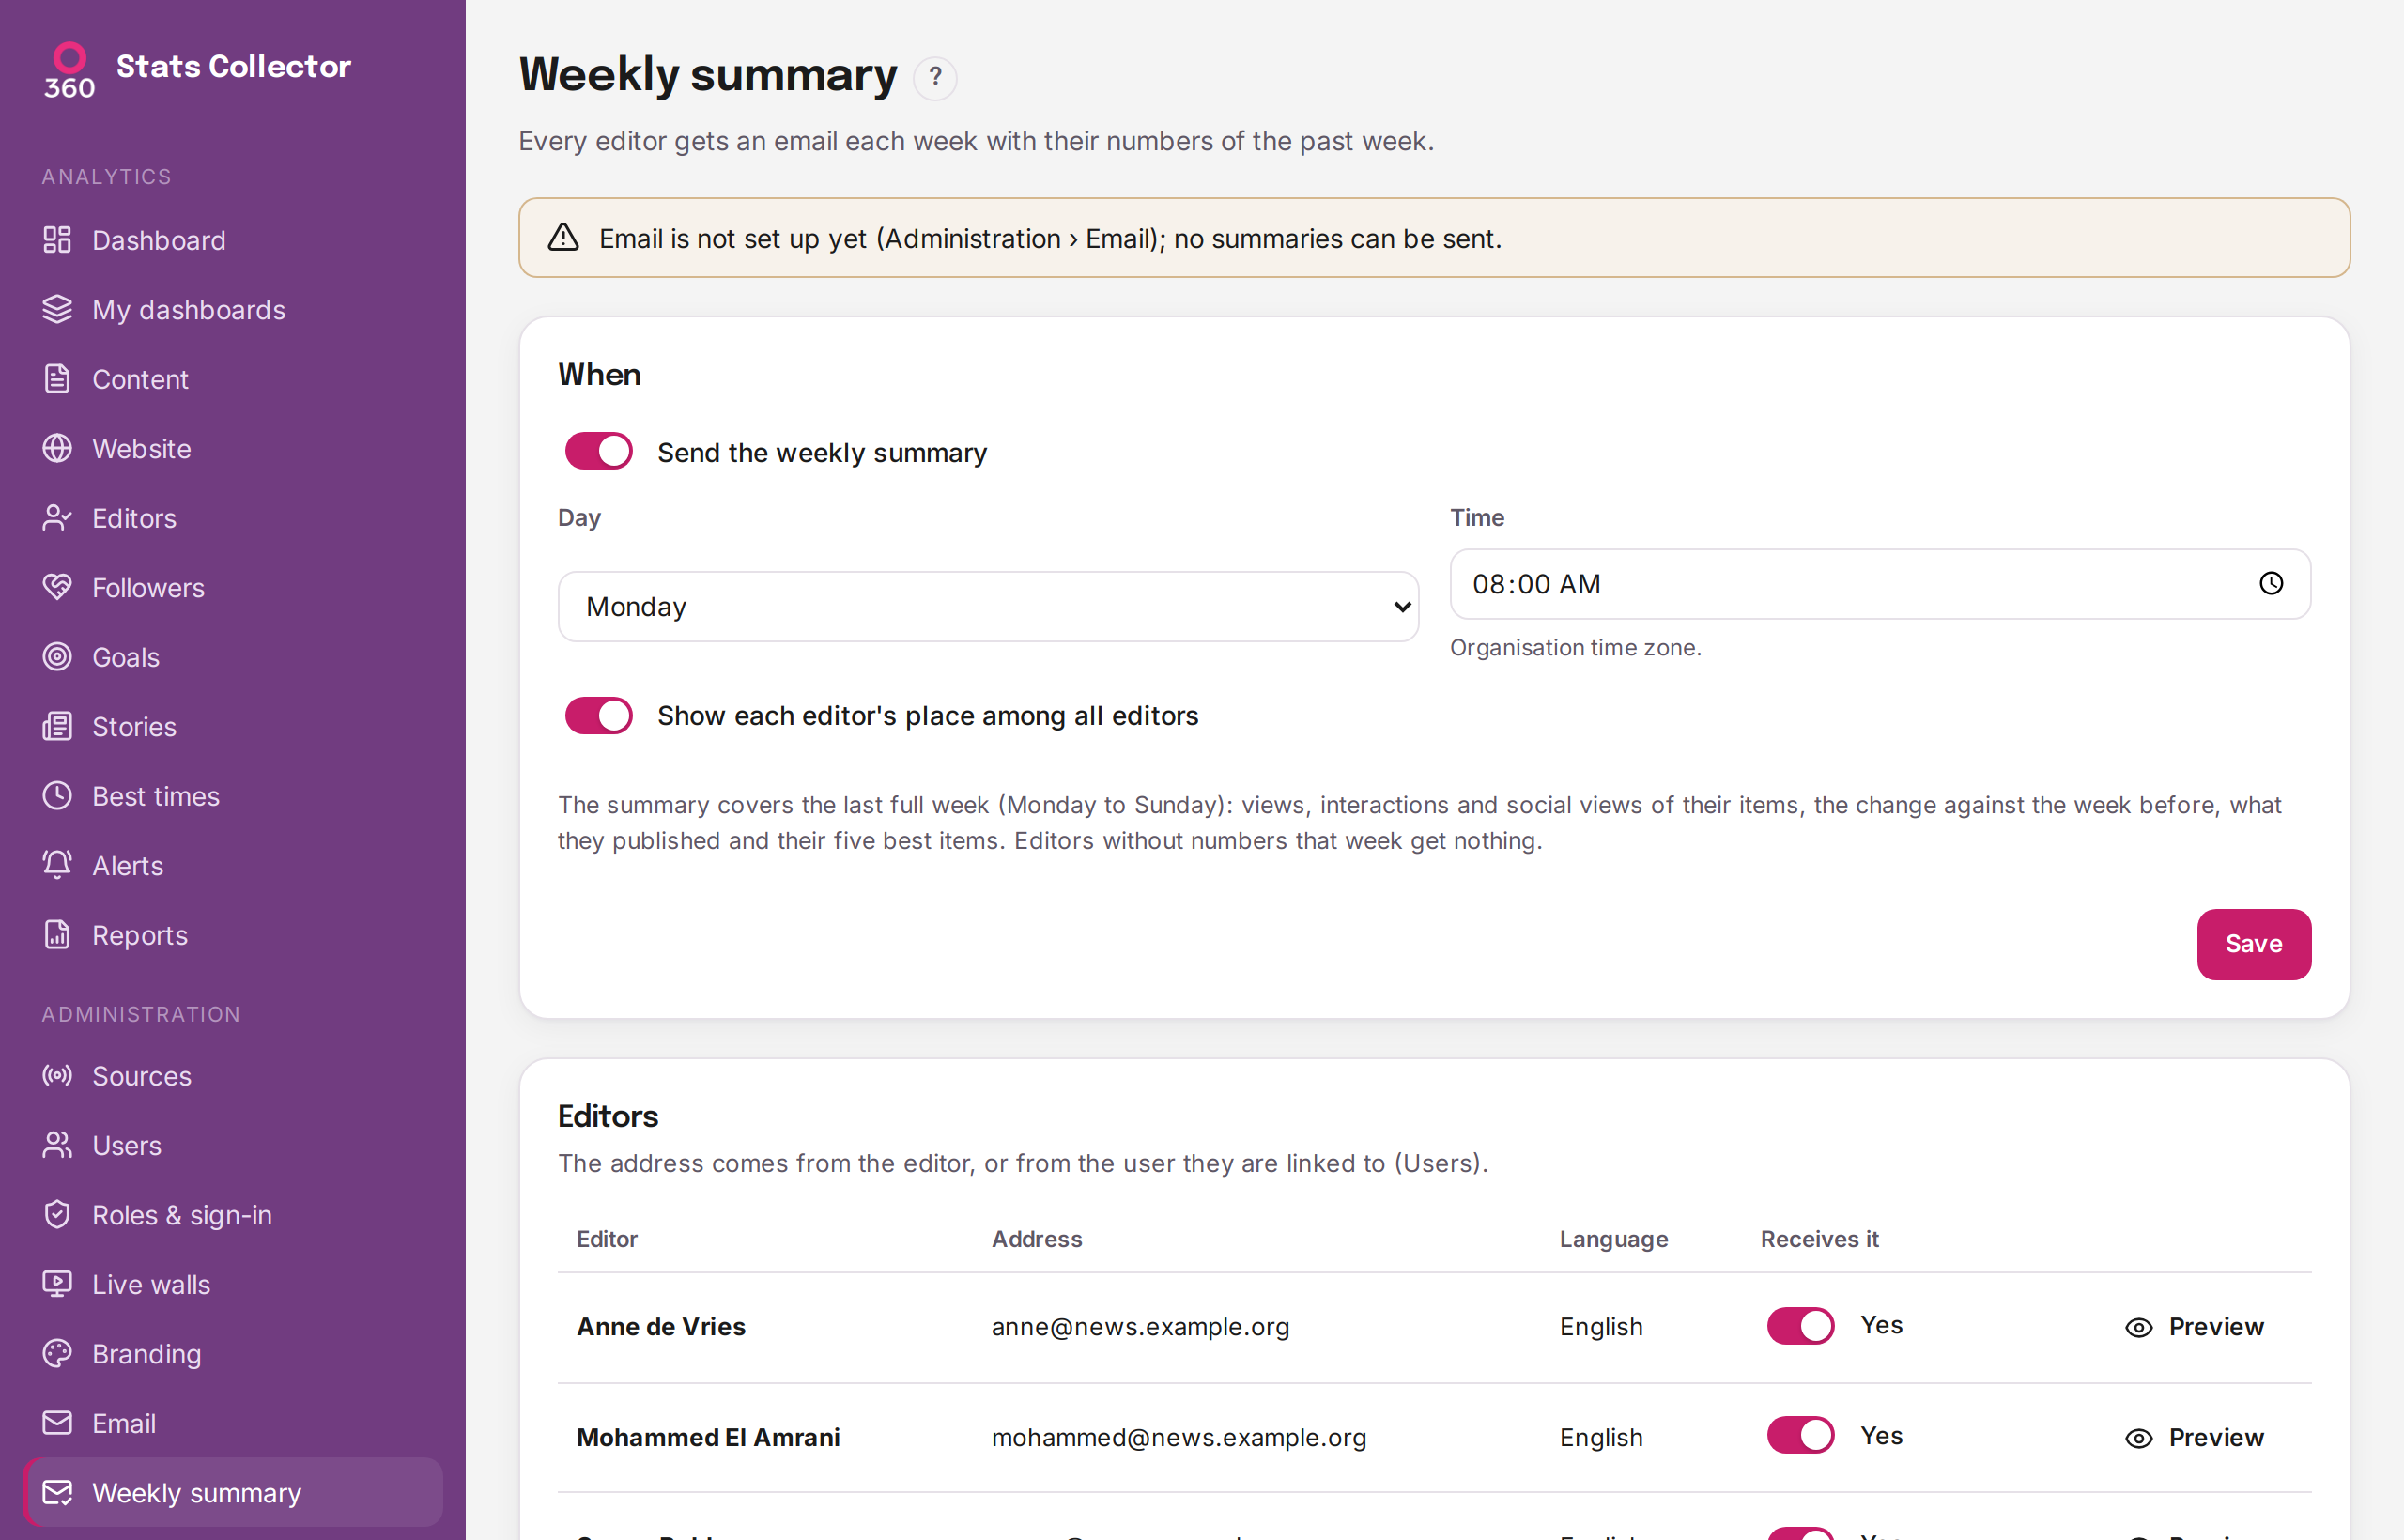 360
Stats Collector
ANALYTICS
Dashboard
My dashboards
Content
Website
Editors
Followers
Goals
Stories
Best times
Alerts
Reports
ADMINISTRATION
Sources
Users
Roles & sign-in
Live walls
Branding
Email
Weekly summary
Weekly summary ?
Every editor gets an email each week with their numbers of the past week.
Email is not set up yet (Administration › Email); no summaries can be sent.
When
Send the weekly summary
Day
Monday
Time
08:00 AM
Organisation time zone.
Show each editor's place among all editors
The summary covers the last full week (Monday to Sunday): views, interactions and social views of their items, the change against the week before, what
they published and their five best items. Editors without numbers that week get nothing.
Save
Editors
The address comes from the editor, or from the user they are linked to (Users).
Editor Address Language Receives it
Anne de Vries anne@news.example.org English Yes Preview
Mohammed El Amrani mohammed@news.example.org English Yes Preview